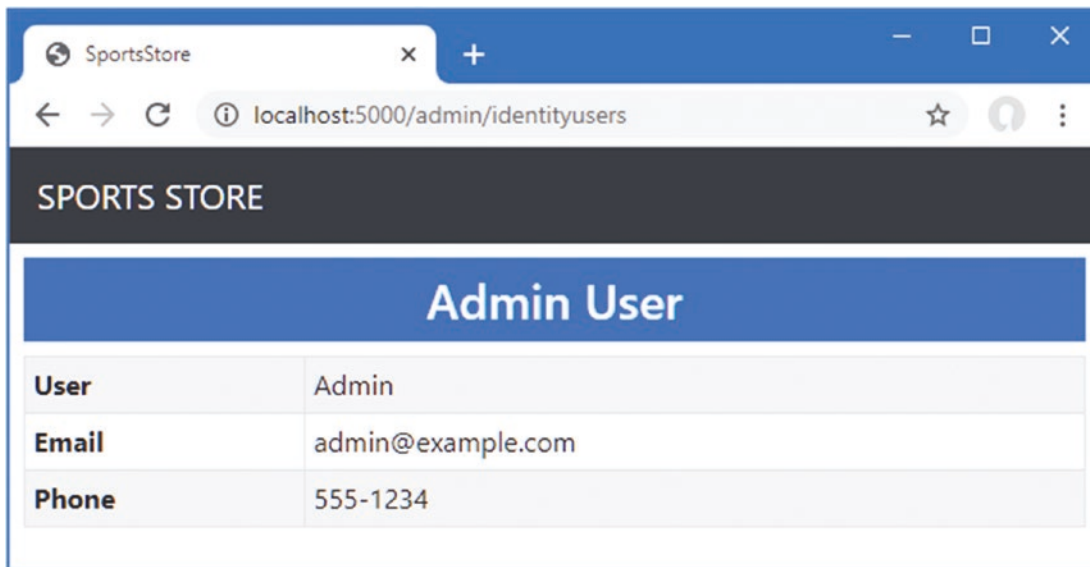 SportsStore
localhost:5000/admin/identityusers
SPORTS STORE
Admin User
User Admin
Email admin@example.com
Phone 555-1234